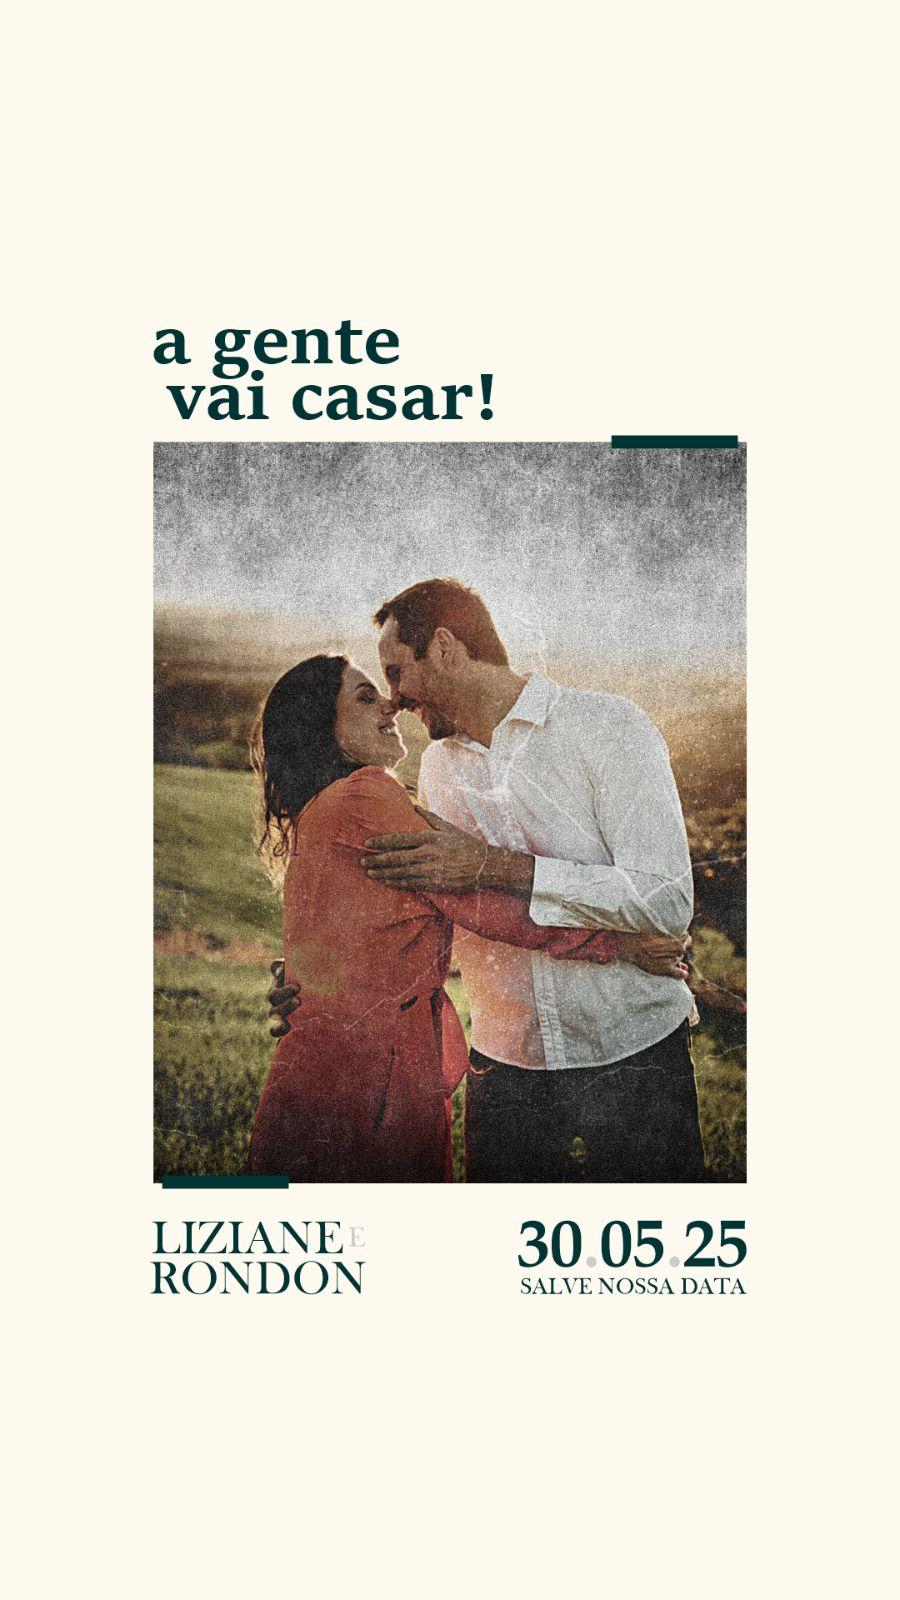 a gente
vai casar!
LIZIANE E
RONDON
30.05.25
SALVE NOSSA DATA